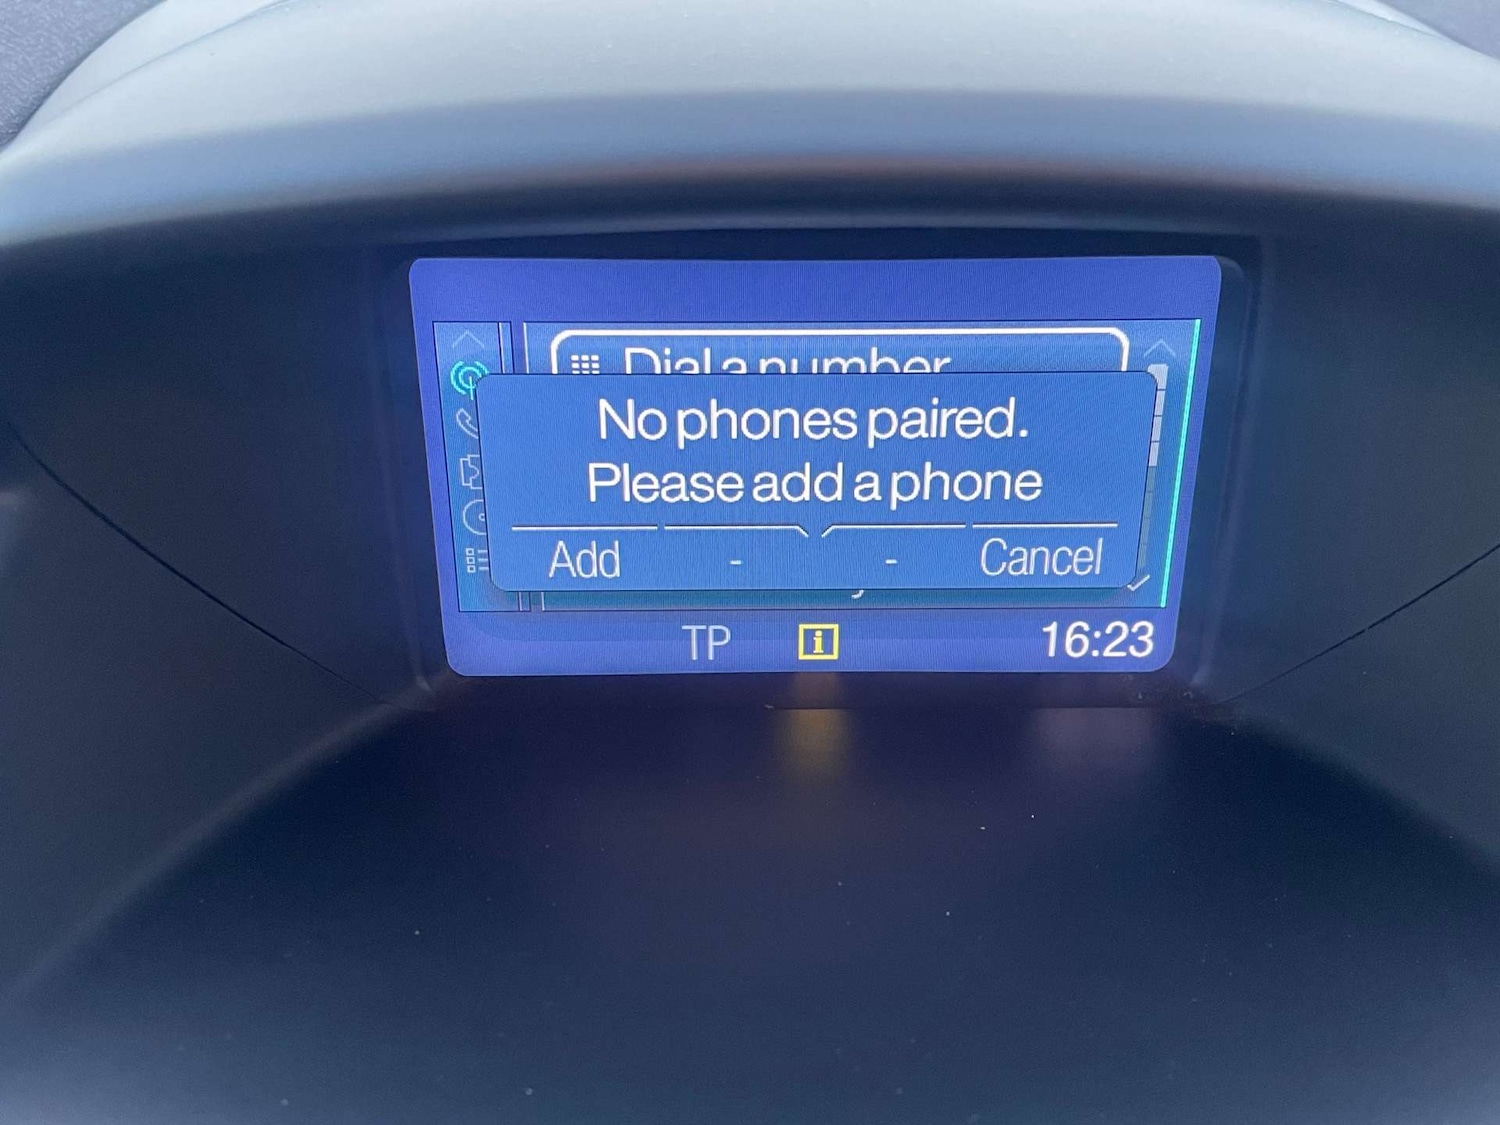 Dial a number
No phones paired.
Please add a phone
Add - - Cancel
TP i 16:23